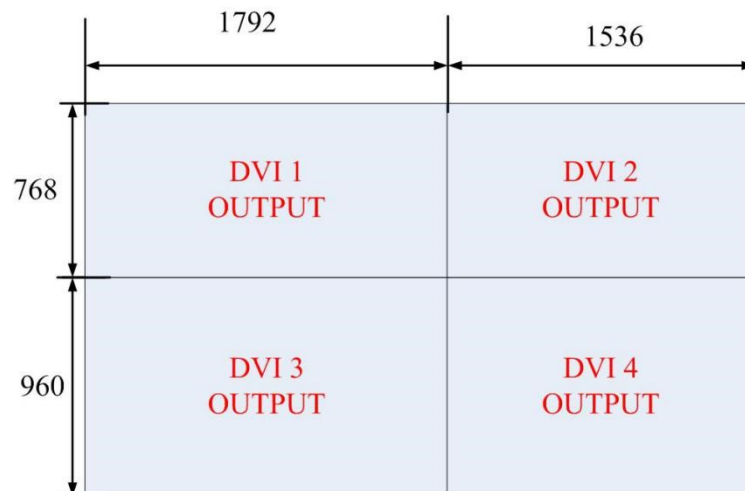 1792
1536
768
DVI 1
OUTPUT
DVI 2
OUTPUT
960
DVI 3
OUTPUT
DVI 4
OUTPUT